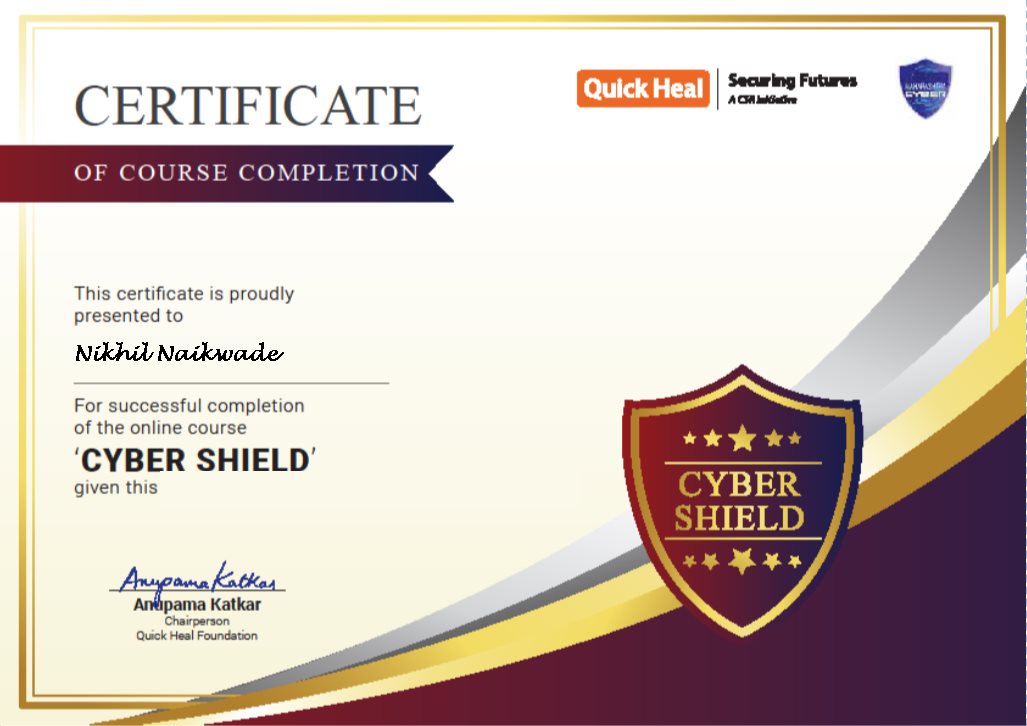 CERTIFICATE
OF COURSE COMPLETION
Quick Heal
Securing Futures
A CSR Initiative
MAHARASHTRA
CYBER
This certificate is proudly
presented to
Nikhil Naikwade
For successful completion
of the online course
‘CYBER SHIELD’
given this
Anupama Katkar
Anupama Katkar
Chairperson
Quick Heal Foundation
CYBER
SHIELD